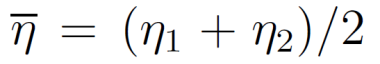 η̅ = (η₁ + η₂)/2